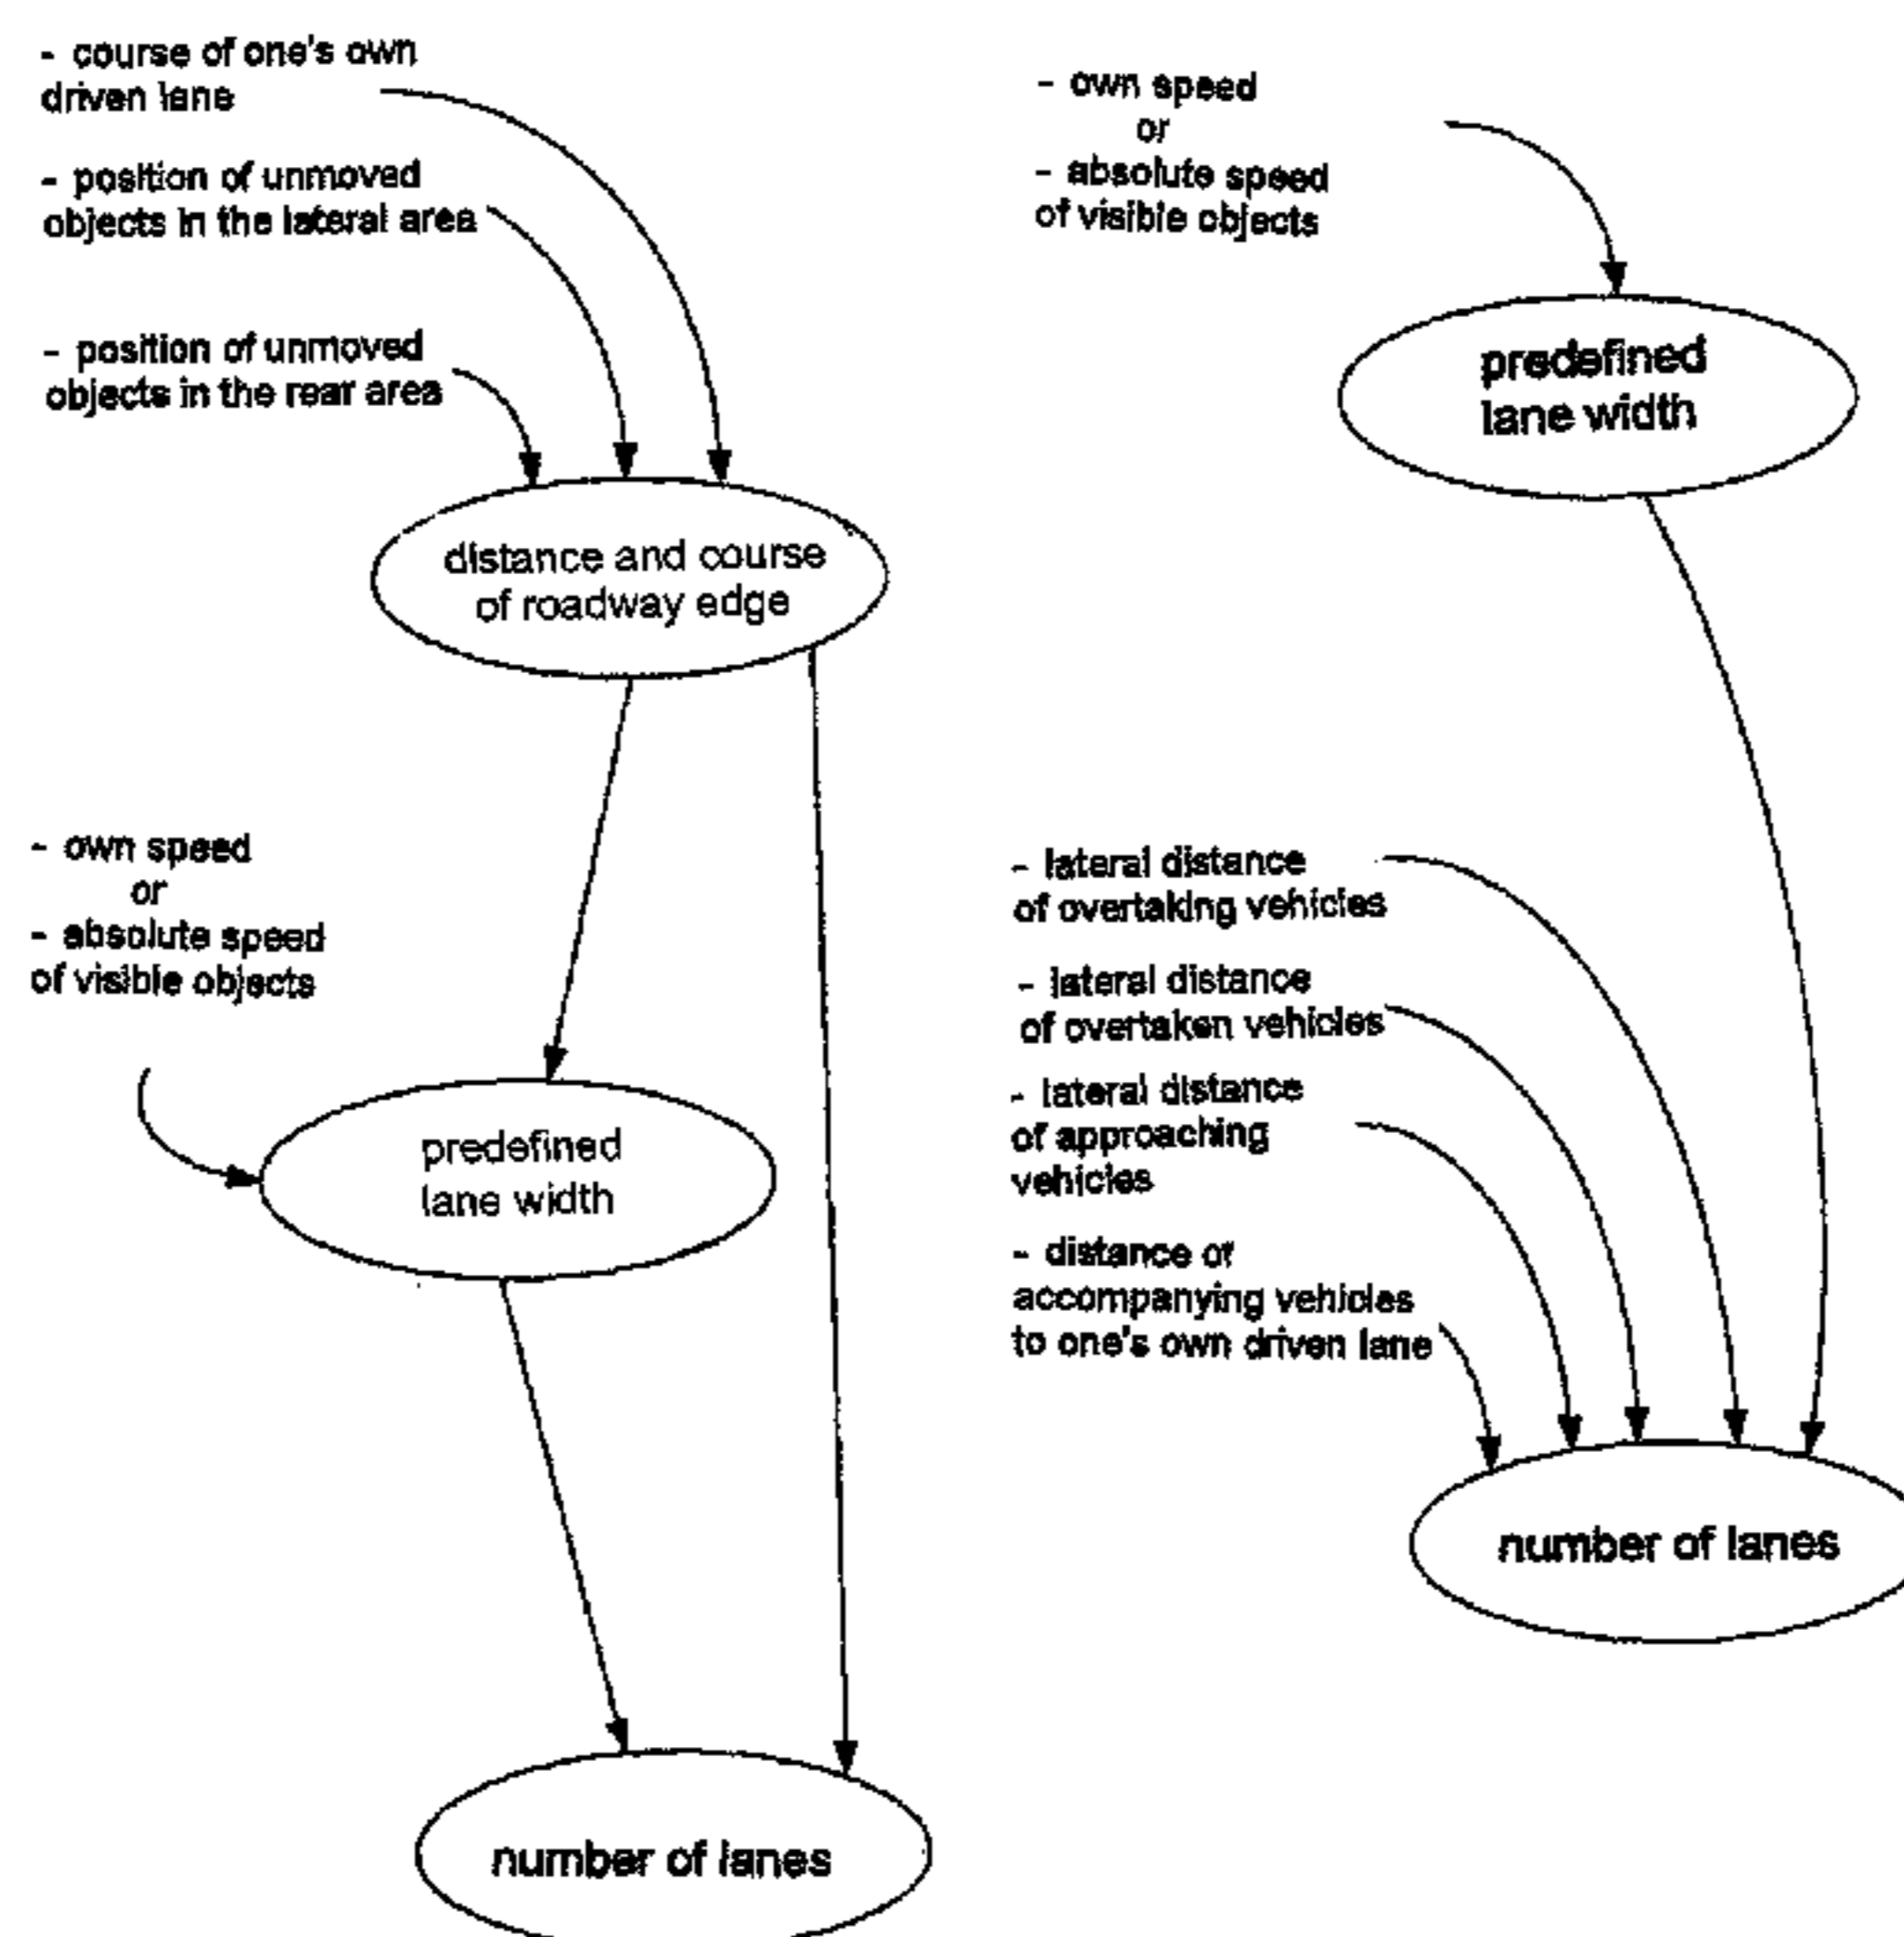 - course of one's own
driven lane
- position of unmoved
objects in the lateral area
- position of unmoved
objects in the rear area
distance and course
of roadway edge
- own speed
or
- absolute speed
of visible objects
predefined
lane width
number of lanes
- own speed
or
- absolute speed
of visible objects
predefined
lane width
- lateral distance
of overtaking vehicles
- lateral distance
of overtaken vehicles
- lateral distance
of approaching
vehicles
- distance of
accompanying vehicles
to one's own driven lane
number of lanes